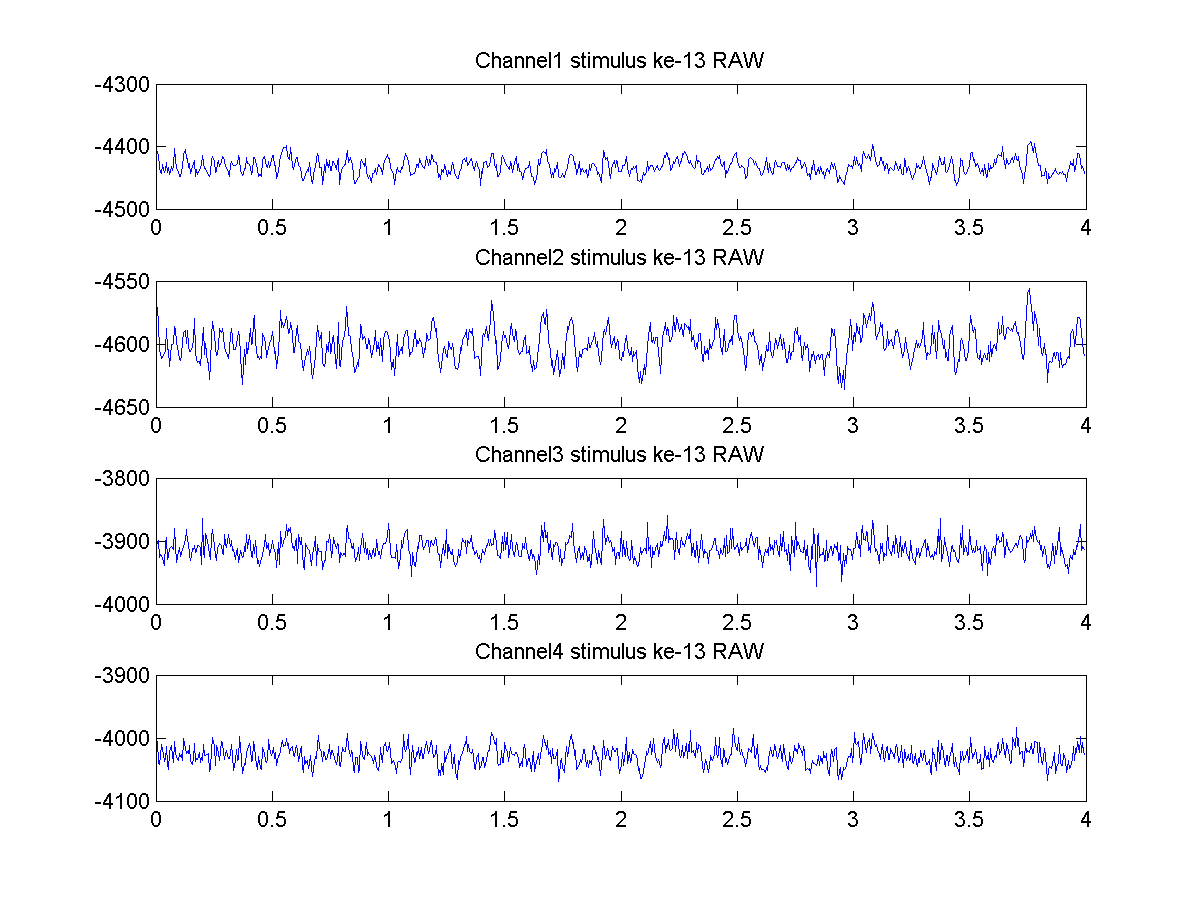 Channel1 stimulus ke-13 RAW
-4300
-4400
-4500
0 0.5 1 1.5 2 2.5 3 3.5 4
Channel2 stimulus ke-13 RAW
-4550
-4600
-4650
0 0.5 1 1.5 2 2.5 3 3.5 4
Channel3 stimulus ke-13 RAW
-3800
-3900
-4000
0 0.5 1 1.5 2 2.5 3 3.5 4
Channel4 stimulus ke-13 RAW
-3900
-4000
-4100
0 0.5 1 1.5 2 2.5 3 3.5 4